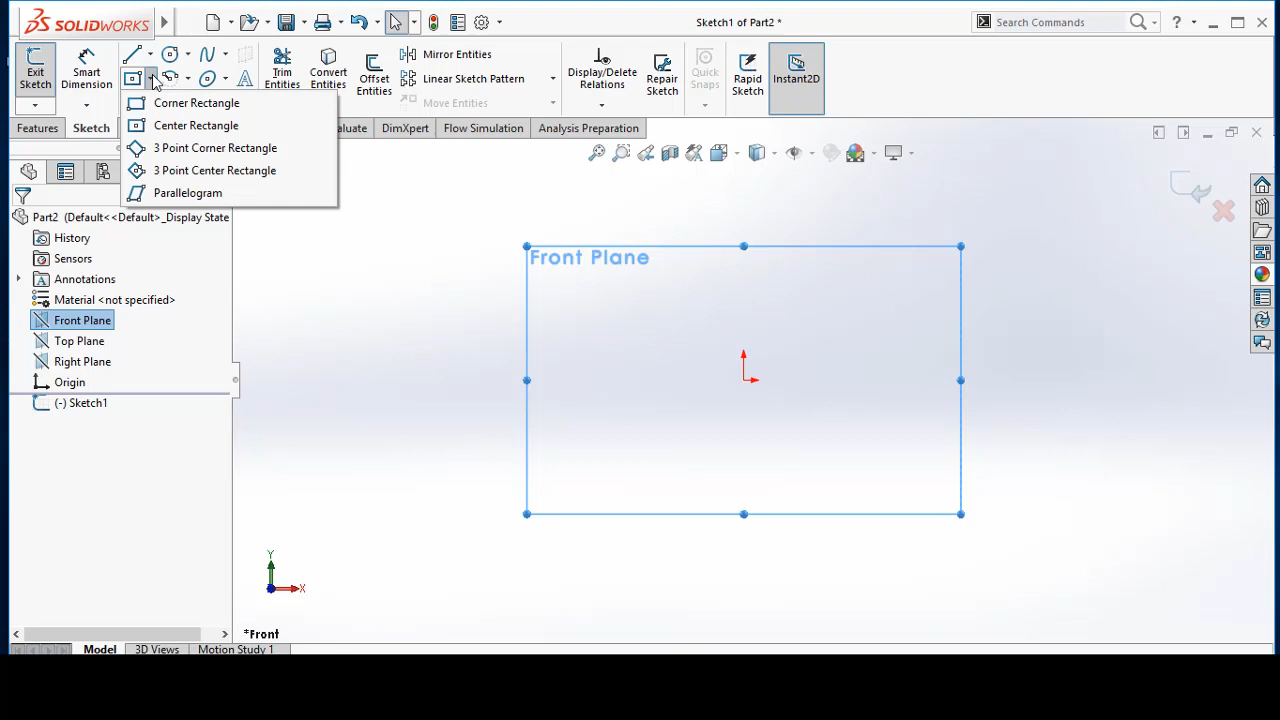 SOLIDWORKS
Sketch1 of Part2 *
Search Commands
?
Exit Sketch
Smart Dimension
Trim Entities
Convert Entities
Offset Entities
Mirror Entities
Linear Sketch Pattern
Move Entities
Display/Delete Relations
Repair Sketch
Quick Snaps
Rapid Sketch
Instant2D
Corner Rectangle
Center Rectangle
3 Point Corner Rectangle
3 Point Center Rectangle
Parallelogram
Features
Sketch
aluate
DimXpert
Flow Simulation
Analysis Preparation
Part2 (Default<<Default>_Display State
History
Sensors
Annotations
Material <not specified>
Front Plane
Top Plane
Right Plane
Origin
(-) Sketch1
Front Plane
Y
X
*Front
Model
3D Views
Motion Study 1